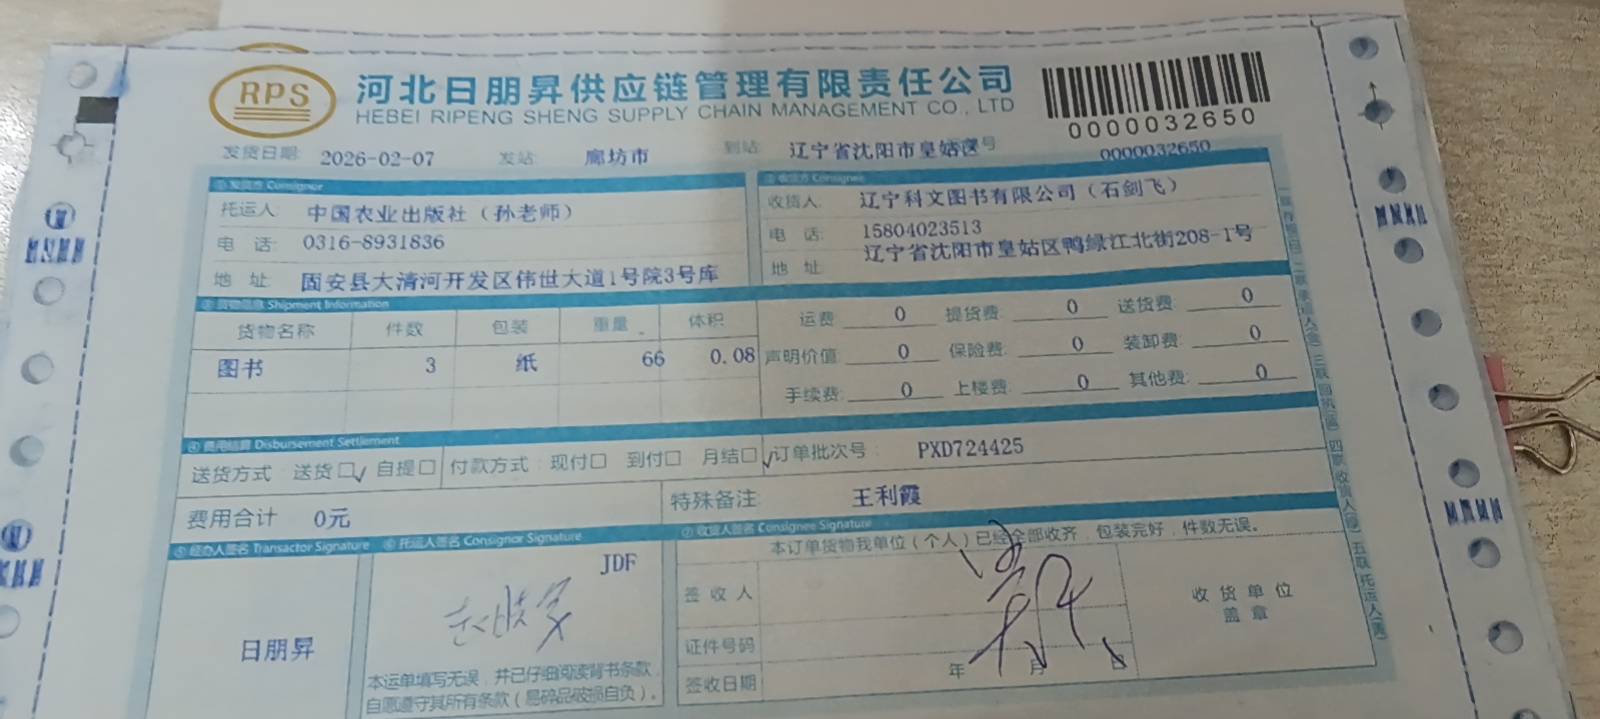 RPS 河北日朋昇供应链管理有限责任公司
HEBEI RIPENG SHENG SUPPLY CHAIN MANAGEMENT CO., LTD
0000032650
发货日期: 2026-02-07 发站: 廊坊市 到站: 辽宁省沈阳市皇姑区号 0000032650
①发货方 Consignor
托运人 中国农业出版社（孙老师）
电 话: 0316-8931836
地 址: 固安县大清河开发区伟世大道1号院3号库
②收货方 Consignee
收货人 辽宁科文图书有限公司（石剑飞）
电 话: 15804023513
地 址: 辽宁省沈阳市皇姑区鸭绿江北街208-1号
③货物信息 Shipment Information
货物名称 件数 包装 重量 体积
图书 3 纸 66 0.08
运费 0 提货费: 0 送货费: 0
声明价值 0 保险费: 0 装卸费: 0
手续费: 0 上楼费: 0 其他费: 0
④费用结算 Disbursement Settlement
送货方式: 送货□√ 自提□ 付款方式: 现付□ 到付□ 月结□√ 订单批次号: PXD724425
费用合计 0元 特殊备注: 王利霞
⑤经办人签名 Transactor Signature ⑥托运人签名 Consignor Signature ⑦收货人签名 Consignee Signature
日朋昇
JDF
本运单填写无误，并已仔细阅读背书条款，
自愿遵守其所有条款（易碎品破损自负）。
本订单货物我单位（个人）已经全部收齐，包装完好，件数无误。
签收人
证件号码
签收日期 年 月 日
收货单位
盖章